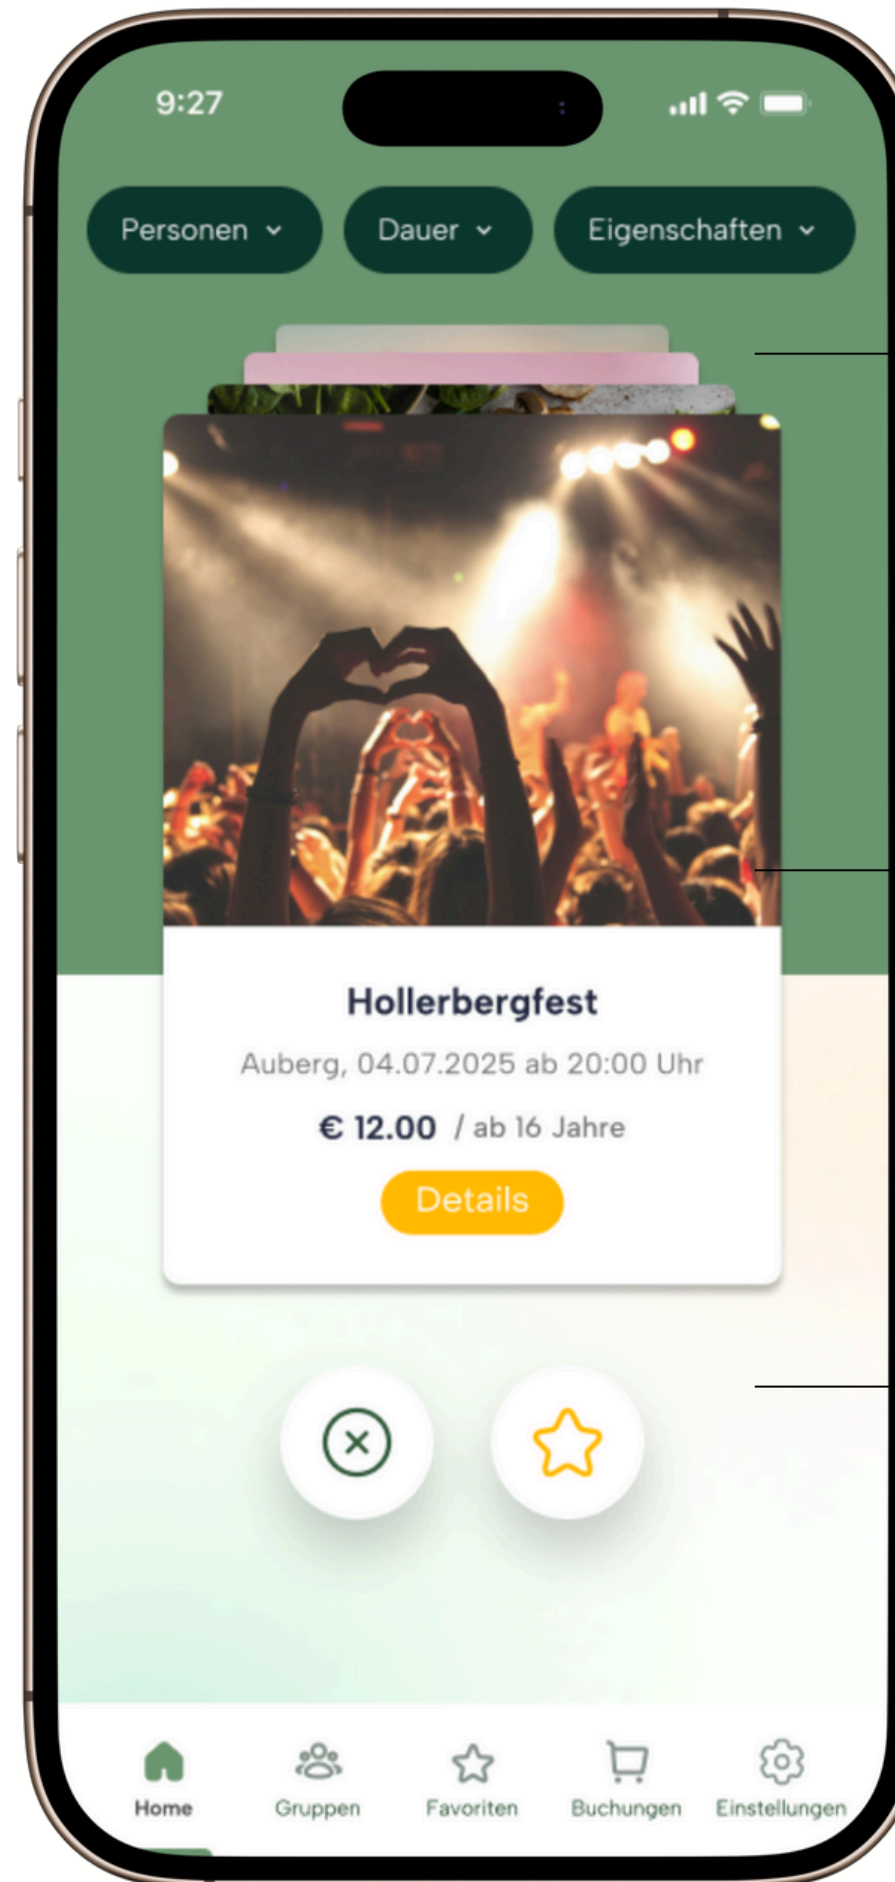 9:27
Personen Dauer Eigenschaften
Hollerbergfest
Auberg, 04.07.2025 ab 20:00 Uhr
€ 12.00 / ab 16 Jahre
Details
Home Gruppen Favoriten Buchungen Einstellungen